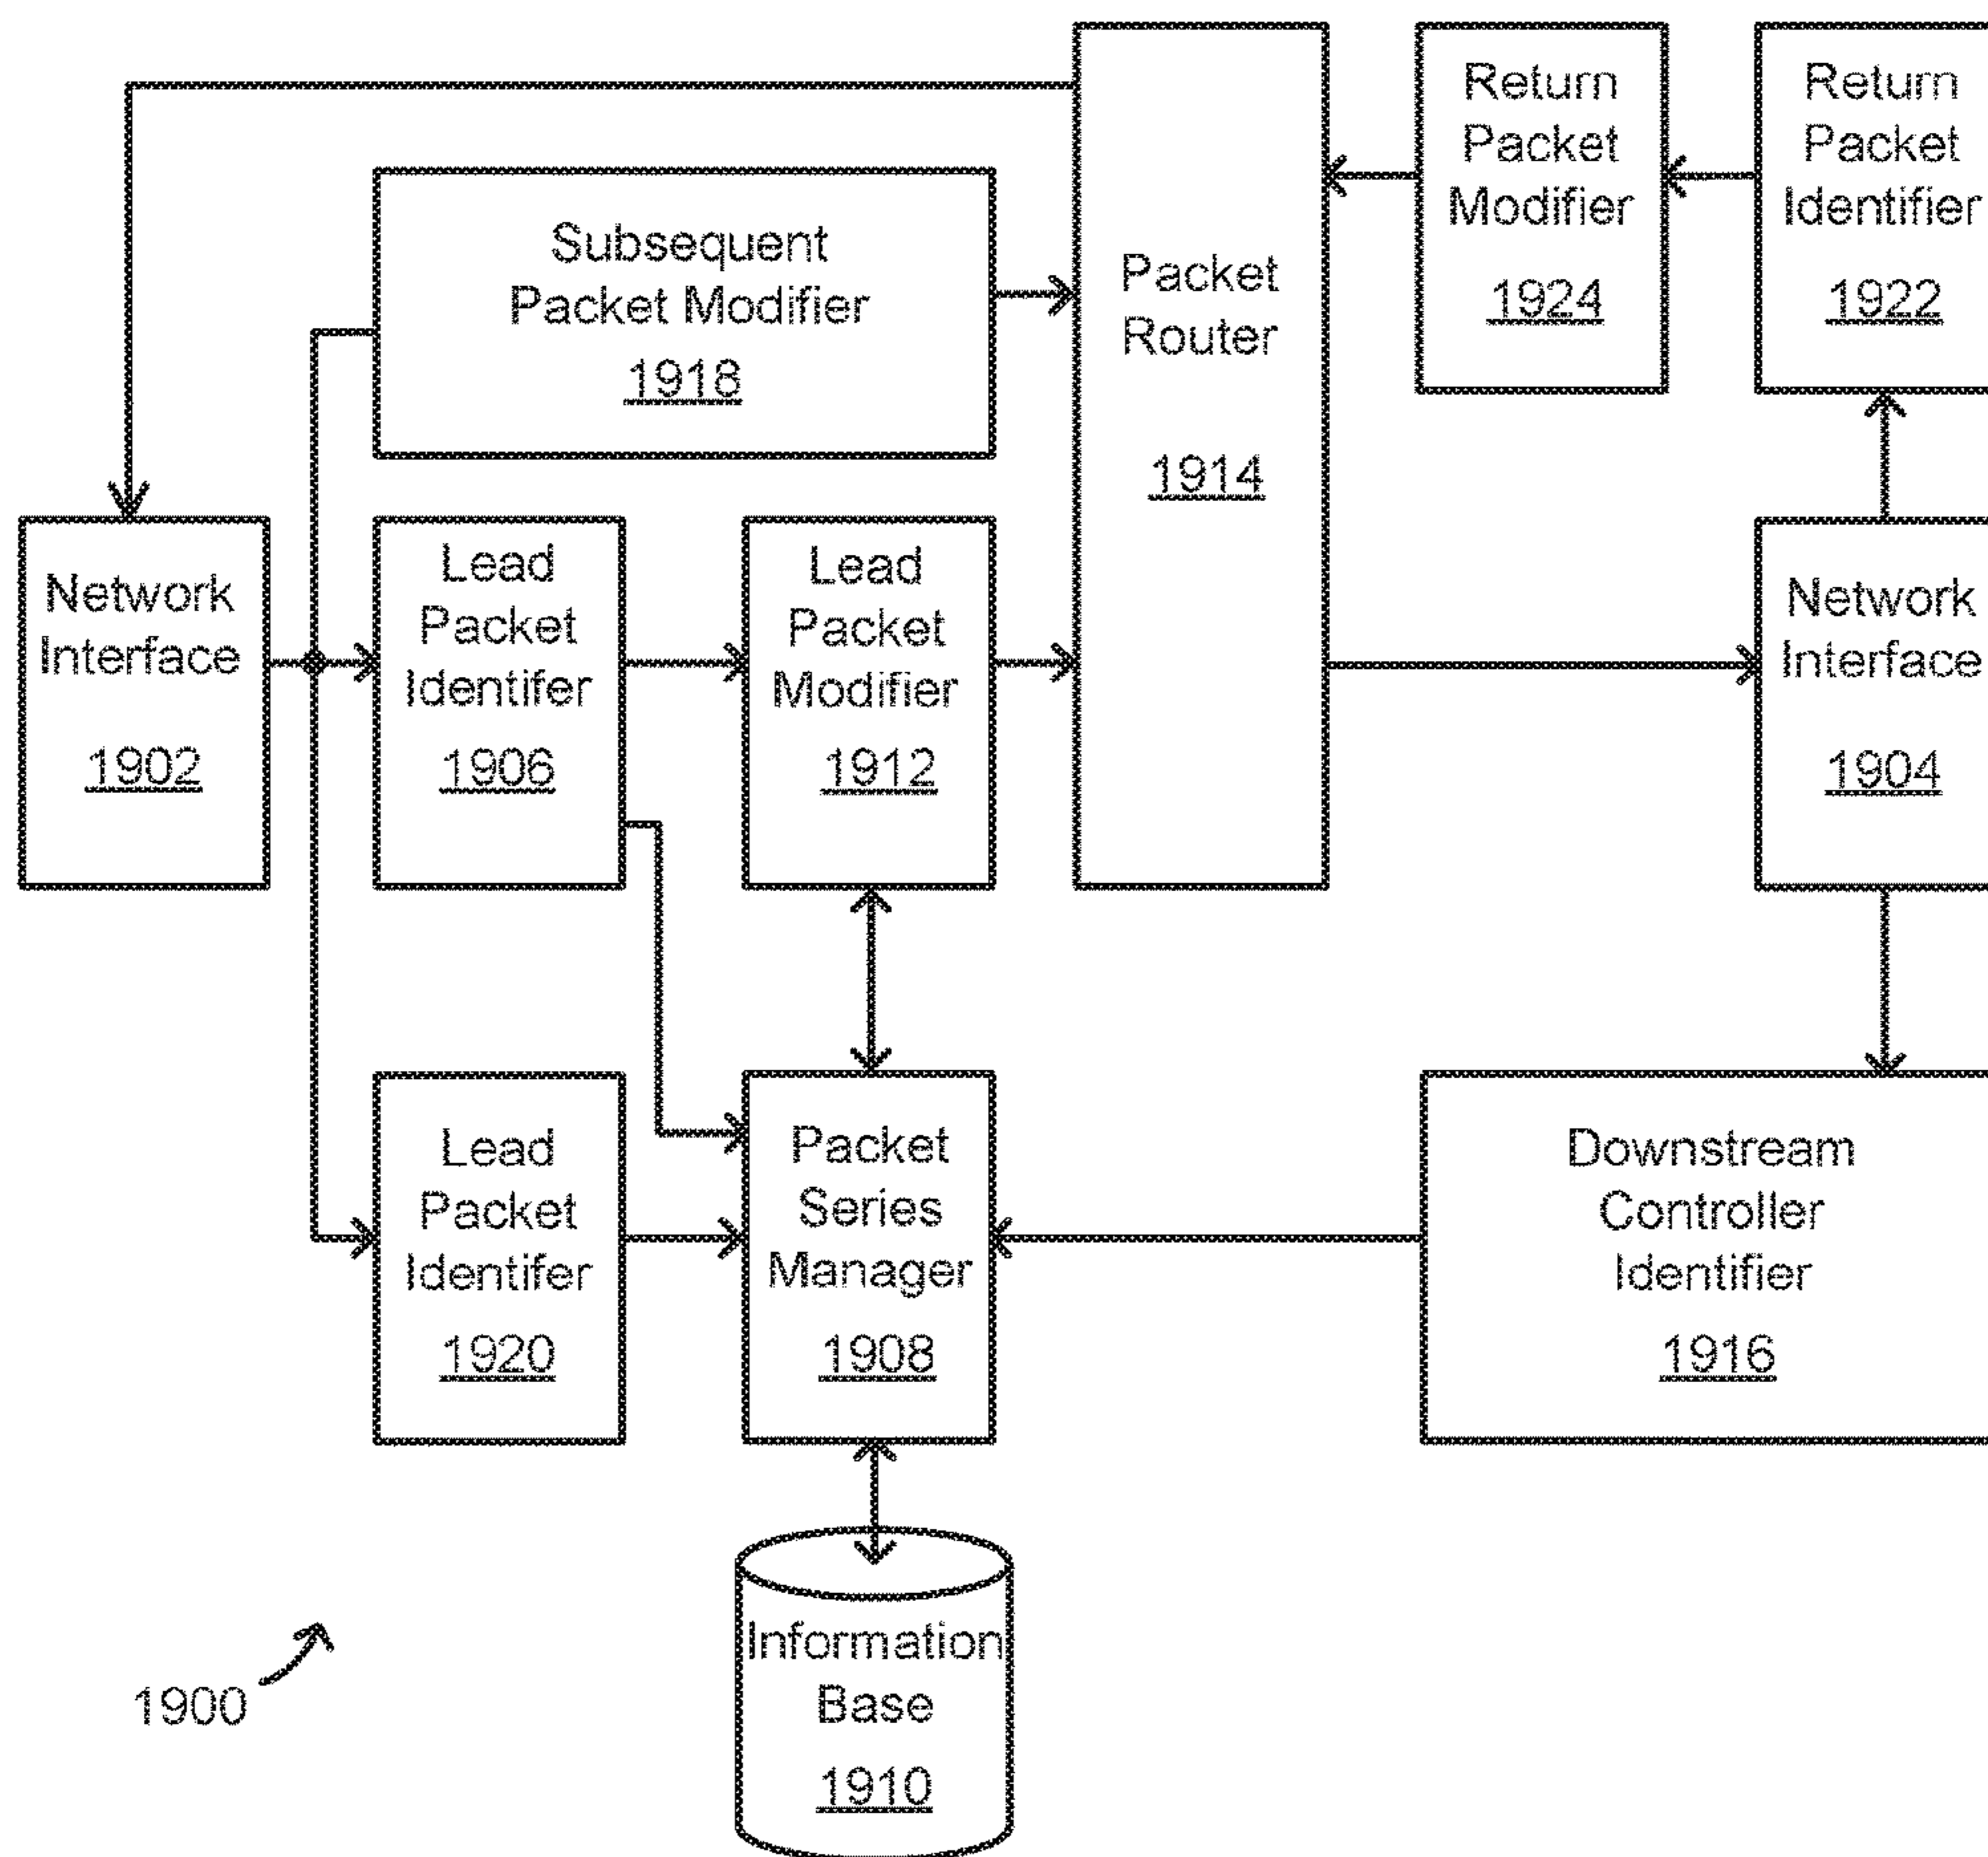 Return
Packet
Modifier
1924
Return
Packet
Identifier
1922
Subsequent
Packet Modifier
1918
Packet
Router
1914
Network
Interface
1902
Lead
Packet
Identifer
1906
Lead
Packet
Modifier
1912
Network
Interface
1904
Lead
Packet
Identifer
1920
Packet
Series
Manager
1908
Downstream
Controller
Identifier
1916
Information
Base
1910
1900